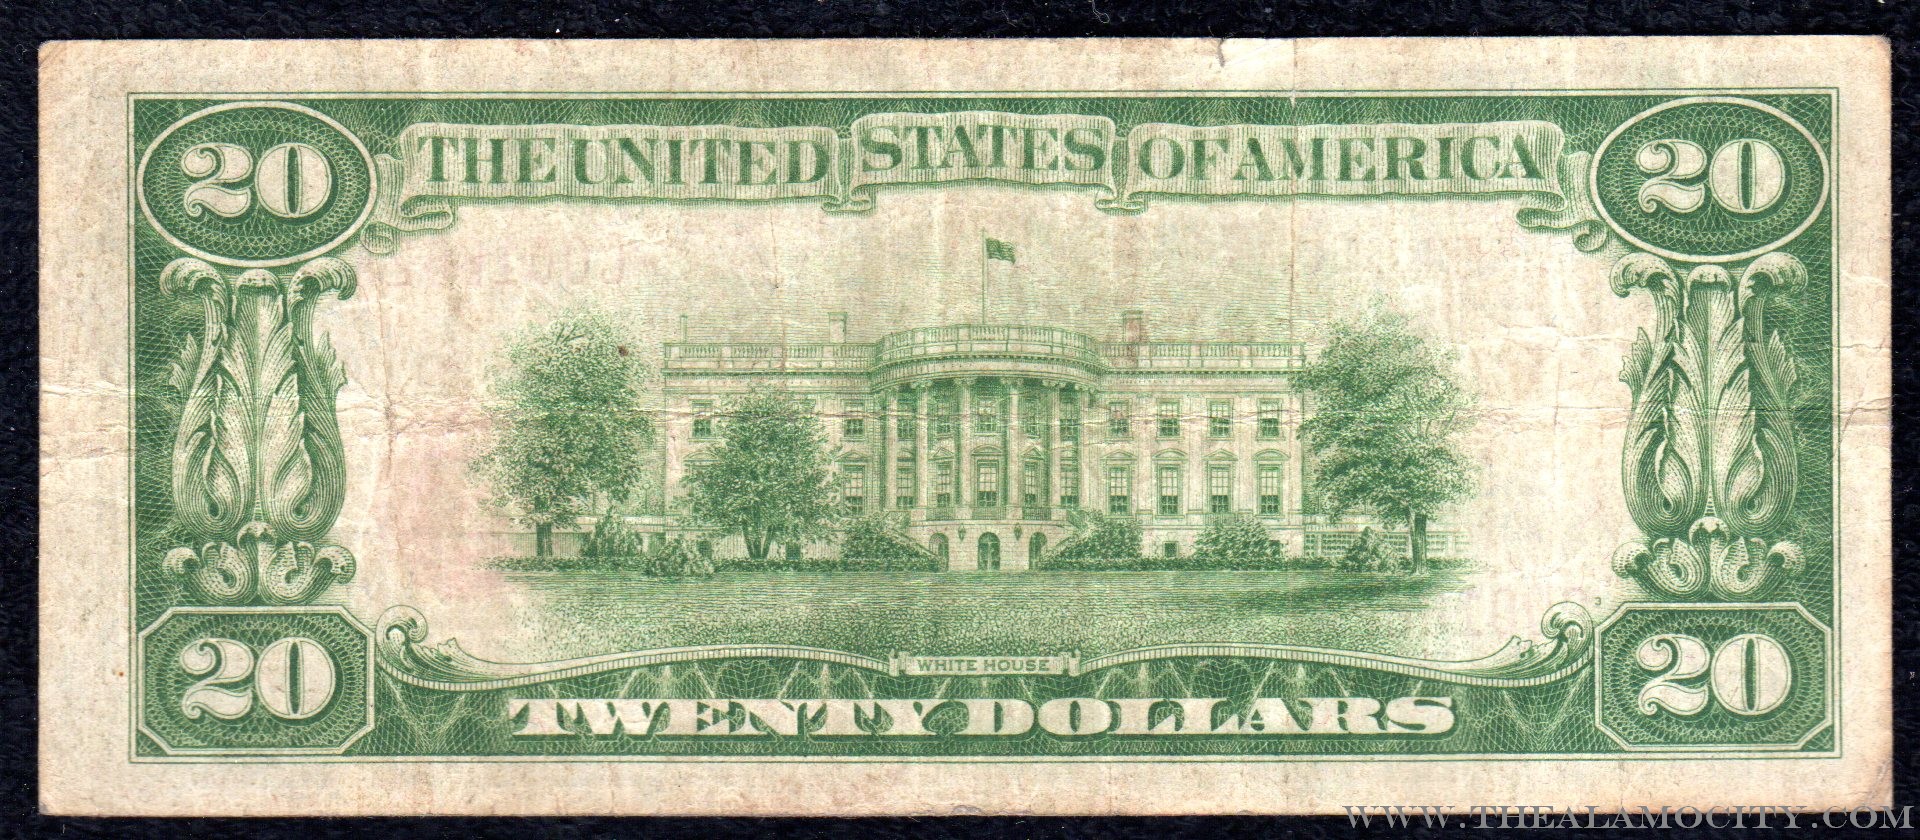 THE UNITED STATES OF AMERICA
20
20
WHITE HOUSE
20
20
TWENTY DOLLARS
WWW.THEALAMOCITY.COM